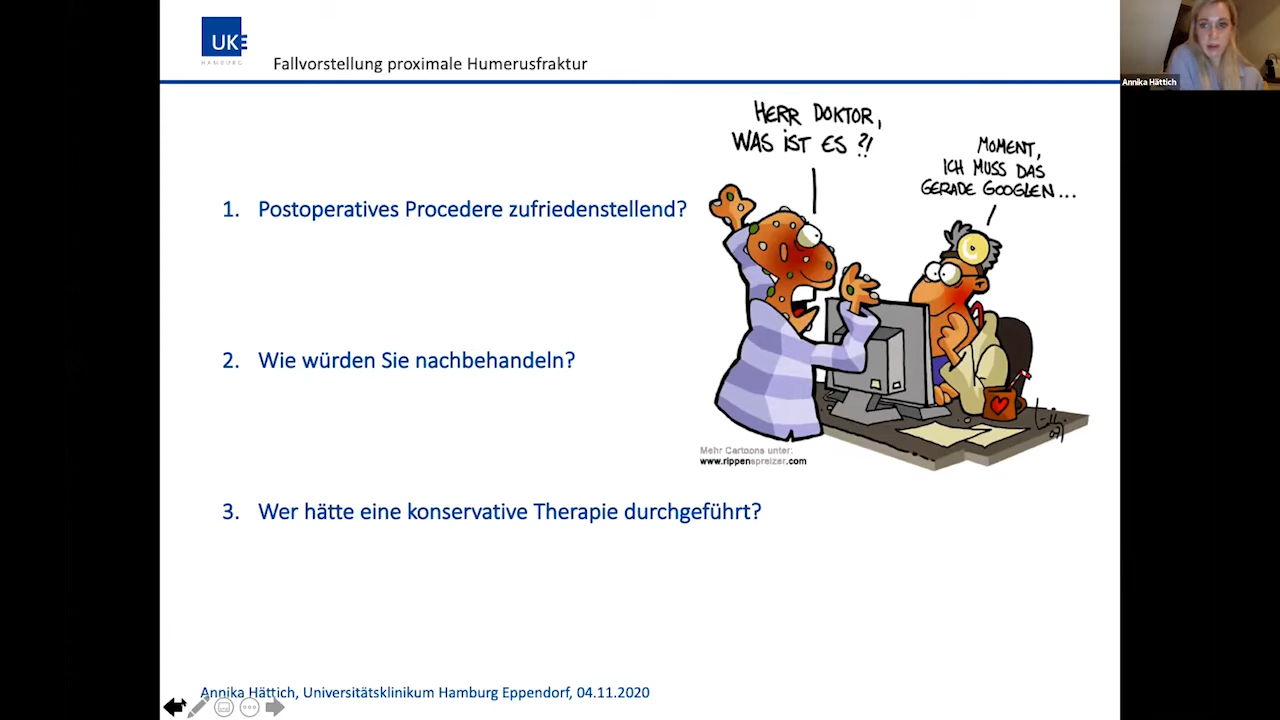 UKE
HAMBURG
Fallvorstellung proximale Humerusfraktur
Annika Hättich
HERR DOKTOR,
WAS IST ES ?!
MOMENT,
ICH MUSS DAS
GERADE GOOGLEN ...
1. Postoperatives Procedere zufriedenstellend?
2. Wie würden Sie nachbehandeln?
Mehr Cartoons unter:
www.rippenspreizer.com
3. Wer hätte eine konservative Therapie durchgeführt?
Annika Hättich, Universitätsklinikum Hamburg Eppendorf, 04.11.2020